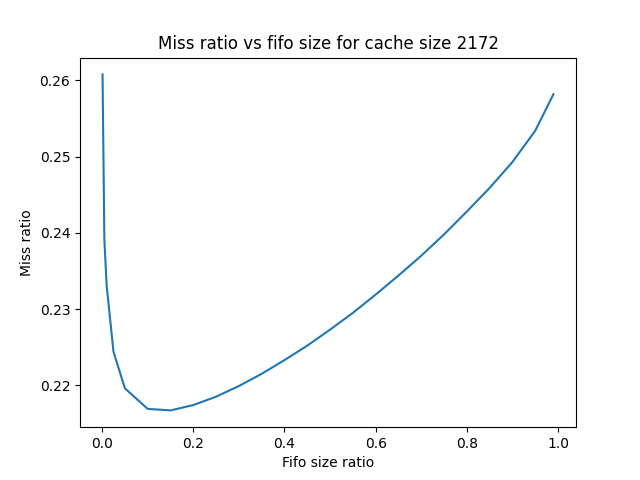 Miss ratio vs fifo size for cache size 2172
0.26
0.25
0.24
0.23
0.22
Miss ratio
0.0 0.2 0.4 0.6 0.8 1.0
Fifo size ratio